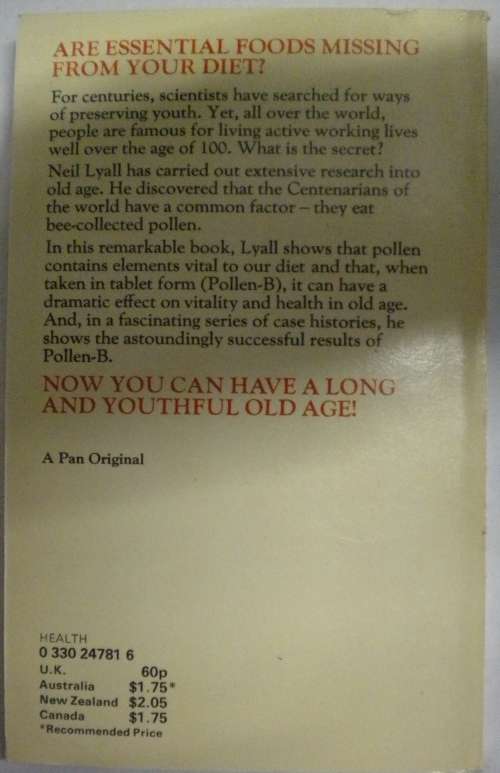 ARE ESSENTIAL FOODS MISSING
FROM YOUR DIET?
For centuries, scientists have searched for ways
of preserving youth. Yet, all over the world,
people are famous for living active working lives
well over the age of 100. What is the secret?
Neil Lyall has carried out extensive research into
old age. He discovered that the Centenarians of
the world have a common factor – they eat
bee-collected pollen.
In this remarkable book, Lyall shows that pollen
contains elements vital to our diet and that, when
taken in tablet form (Pollen-B), it can have a
dramatic effect on vitality and health in old age.
And, in a fascinating series of case histories, he
shows the astoundingly successful results of
Pollen-B.
NOW YOU CAN HAVE A LONG
AND YOUTHFUL OLD AGE!
A Pan Original
HEALTH
0 330 24781 6
U.K. 60p
Australia $1.75*
New Zealand $2.05
Canada $1.75
*Recommended Price